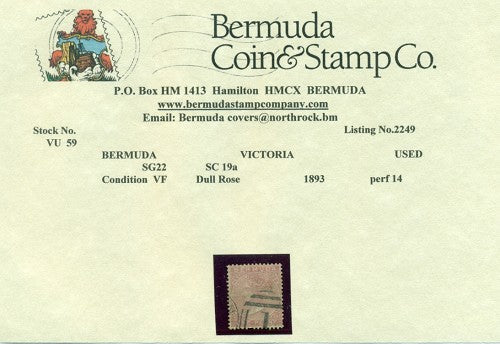 Bermuda
Coin&Stamp Co.
P.O. Box HM 1413 Hamilton HMCX BERMUDA
www.bermudastampcompany.com
Email: Bermuda covers@northrock.bm
Stock No. Listing No.2249
VU 59
BERMUDA VICTORIA USED
SG22 SC 19a
Condition VF Dull Rose 1893 perf 14